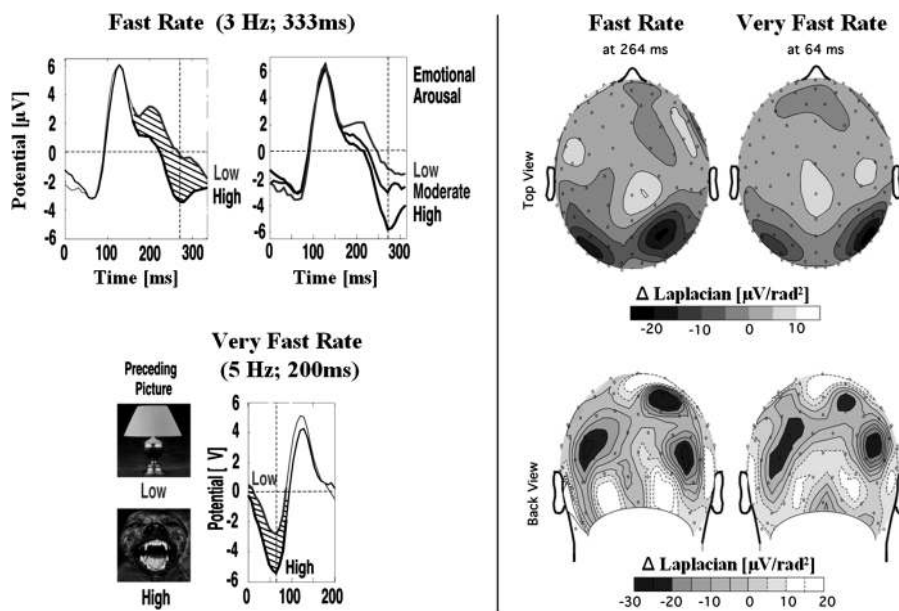 Fast Rate (3 Hz; 333ms)
Potential [µV]
6
4
2
0
-2
-4
-6
Low
High
0 100 200 300
Time [ms]
6
4
2
0
-2
-4
-6
Emotional
Arousal
Low
Moderate
High
0 100 200 300
Time [ms]
Very Fast Rate
(5 Hz; 200ms)
Preceding
Picture
Low
High
Potential [ V]
6
4
2
0
-2
-4
-6
Low
High
0 100 200
Fast Rate Very Fast Rate
at 264 ms at 64 ms
Top View
Δ Laplacian [µV/rad²]
-20 -10 0 10
Back View
Δ Laplacian [µV/rad²]
-30 -20 -10 0 5 10 15 20